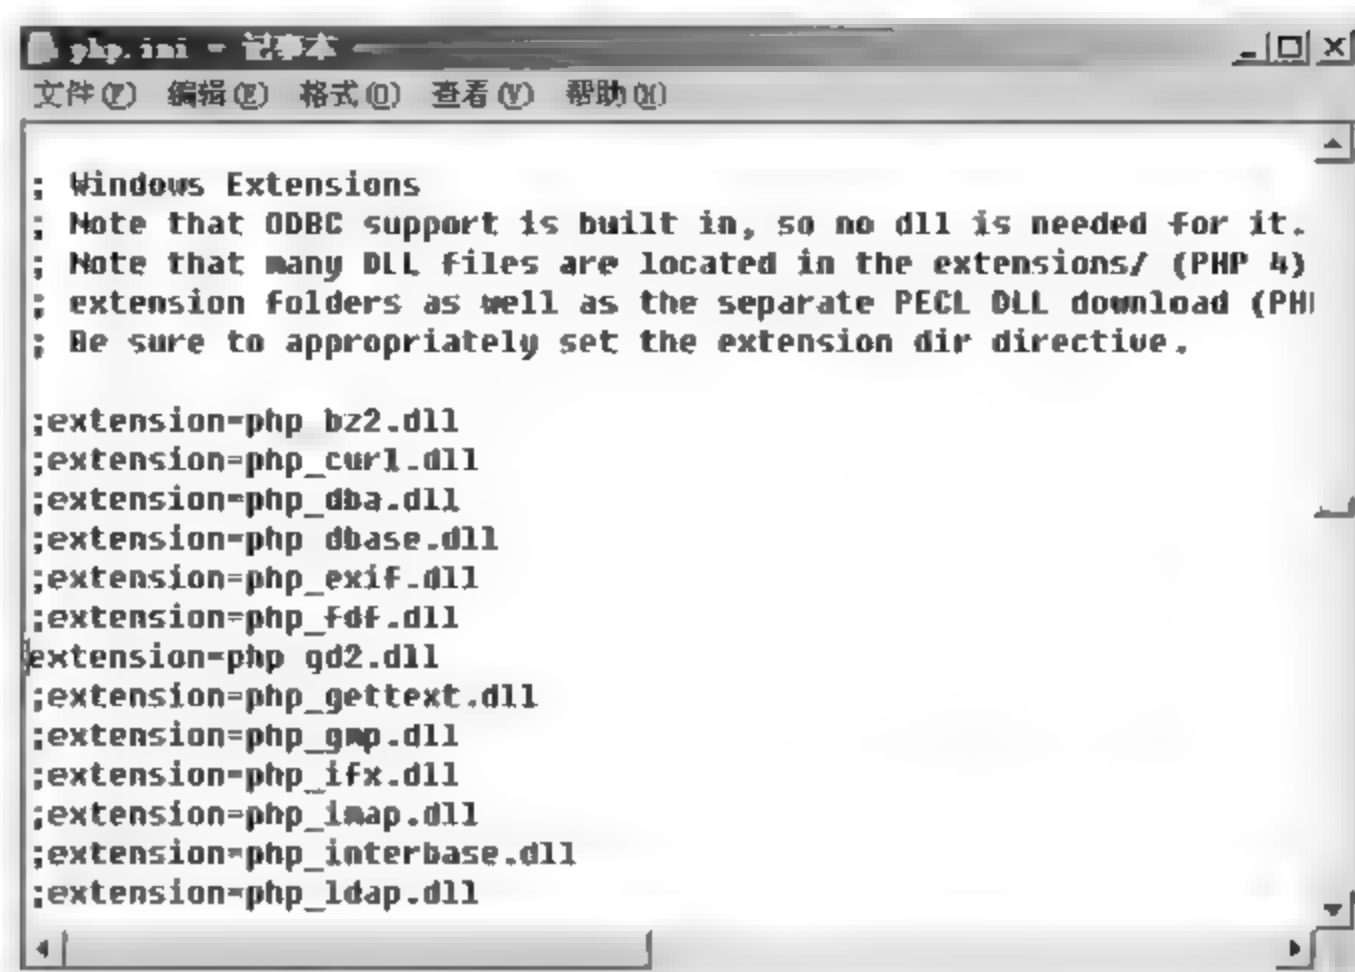 php.ini - 记事本
文件(F) 编辑(E) 格式(O) 查看(V) 帮助(H)
; Windows Extensions
; Note that ODBC support is built in, so no dll is needed for it.
; Note that many DLL files are located in the extensions/ (PHP 4)
; extension folders as well as the separate PECL DLL download (PH
; Be sure to appropriately set the extension dir directive.
;extension=php bz2.dll
;extension=php_curl.dll
;extension=php_dba.dll
;extension=php dbase.dll
;extension=php_exif.dll
;extension=php_fdf.dll
extension=php gd2.dll
;extension=php_gettext.dll
;extension=php_gmp.dll
;extension=php_ifx.dll
;extension=php_imap.dll
;extension=php_interbase.dll
;extension=php_ldap.dll